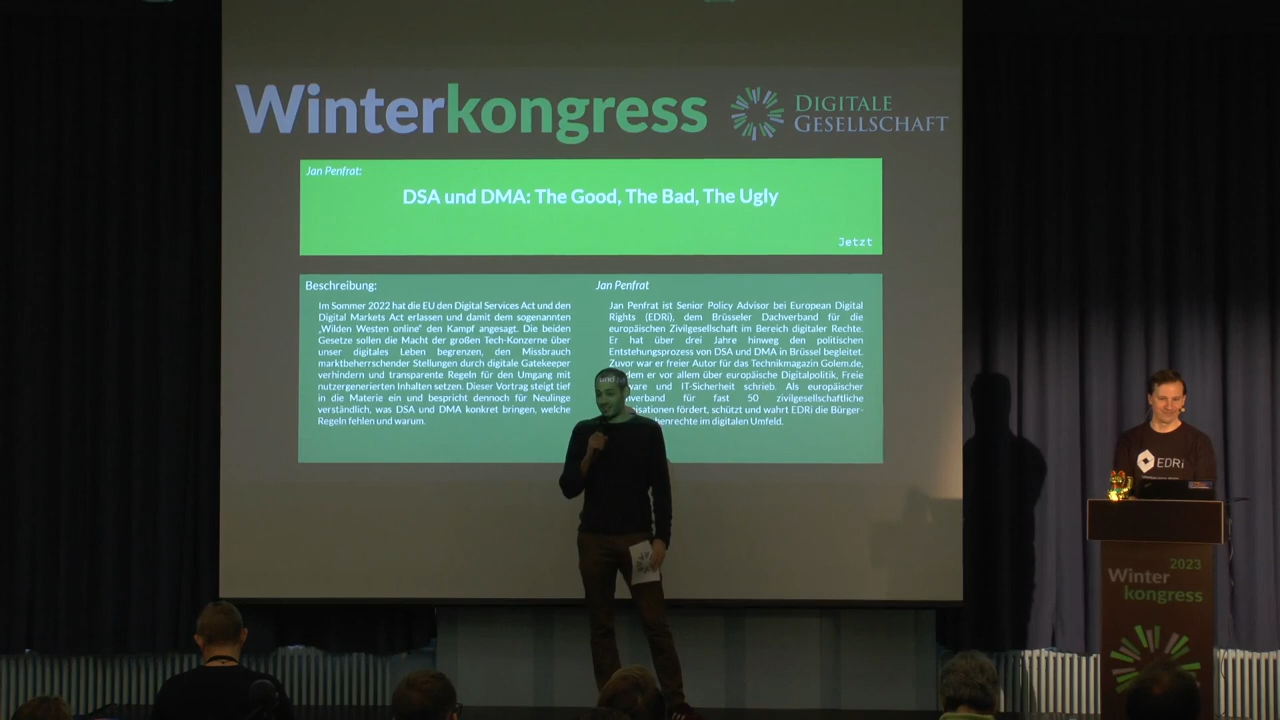 Winterkongress
DIGITALE
GESELLSCHAFT
Jan Penfrat:
DSA und DMA: The Good, The Bad, The Ugly
Jetzt
Beschreibung:
Im Sommer 2022 hat die EU den Digital Services Act und den
Digital Markets Act erlassen und damit dem sogenannten
„Wilden Westen online" den Kampf angesagt. Die beiden
Gesetze sollen die Macht der großen Tech-Konzerne über
unser digitales Leben begrenzen, den Missbrauch
marktbeherrschender Stellungen durch digitale Gatekeeper
verhindern und transparente Regeln für den Umgang mit
nutzergenerierten Inhalten setzen. Dieser Vortrag steigt tief
in die Materie ein und bespricht dennoch für Neulinge
verständlich, was DSA und DMA konkret bringen, welche
Regeln fehlen und warum.
Jan Penfrat
Jan Penfrat ist Senior Policy Advisor bei European Digital
Rights (EDRi), dem Brüsseler Dachverband für die
europäischen Zivilgesellschaft im Bereich digitaler Rechte.
Er hat über drei Jahre hinweg den politischen
Entstehungsprozess von DSA und DMA in Brüssel begleitet.
Zuvor war er freier Autor für das Technikmagazin Golem.de,
dem er vor allem über europäische Digitalpolitik, Freie
ware und IT-Sicherheit schrieb. Als europäischer
verband für fast 50 zivilgesellschaftliche
isationen fördert, schützt und wahrt EDRi die Bürger-
und
enrechte im digitalen Umfeld.
EDRi
2023
Winter
kongress